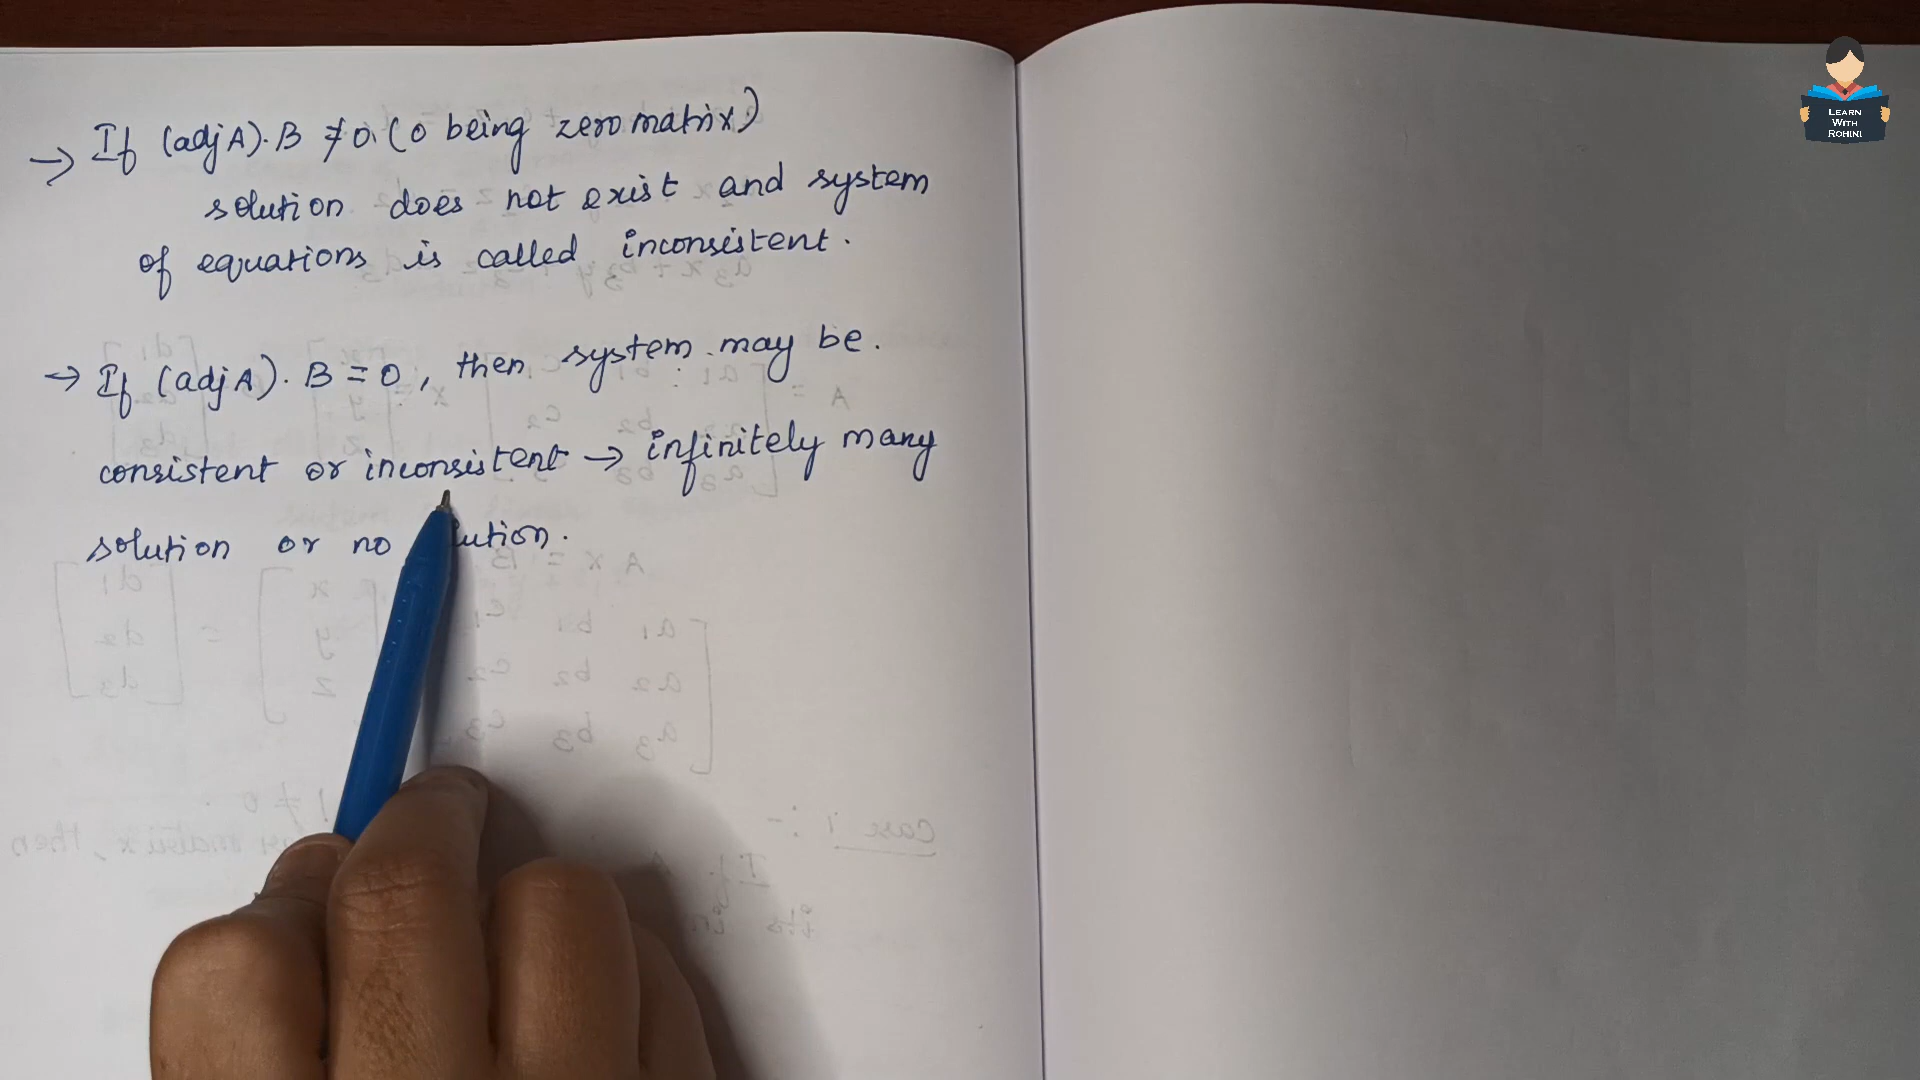 → If (adj A). B ≠ 0. (0 being zero matrix)
solution does not exist and system
of equations is called inconsistent.
→ If (adj A). B = 0, then system may be.
consistent or inconsistent → infinitely many
solution or no lution.
LEARN
WITH
ROHINI